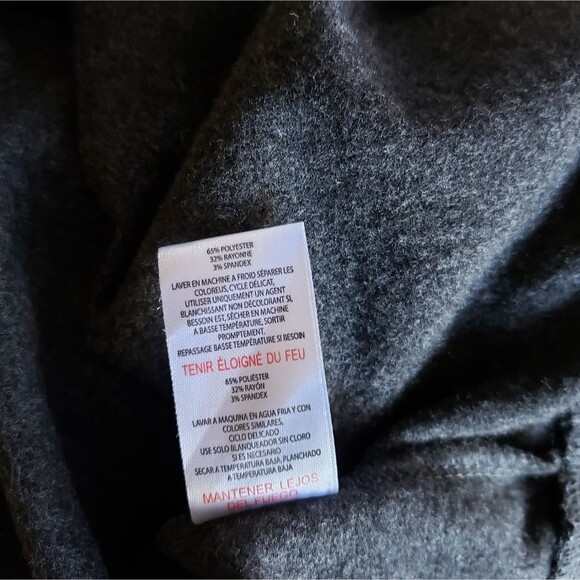 65% POLYESTER
32% RAYONNE
3% SPANDEX
LAVER EN MACHINE A FROID SÉPARER LES
COLOREUS, CYCLE DÉLICAT,
UTILISER UNIQUEMENT UN AGENT
BLANCHISSANT NON DÉCOLORANT SI,
BESOIN EST, SÉCHER EN MACHINE
A BASSE TEMPÉRATURE, SORTIR
PROMPTEMENT.
REPASSAGE BASSE TEMPÉRATURE SI BESOIN
TENIR ÉLOIGNÉ DU FEU
65% POLIÉSTER
32% RAYÓN
3% SPANDEX
LAVAR A MAQUINA EN AGUA FRIA Y CON
COLORES SIMILARES,
CICLO DELICADO
USE SOLO BLANQUEADOR SIN CLORO
SI ES NECESARIO
SECAR A TEMPERATURA BAJA, PLANCHADO
A TEMPERATURA BAJA
MANTENER LEJOS
DEL FUEGO